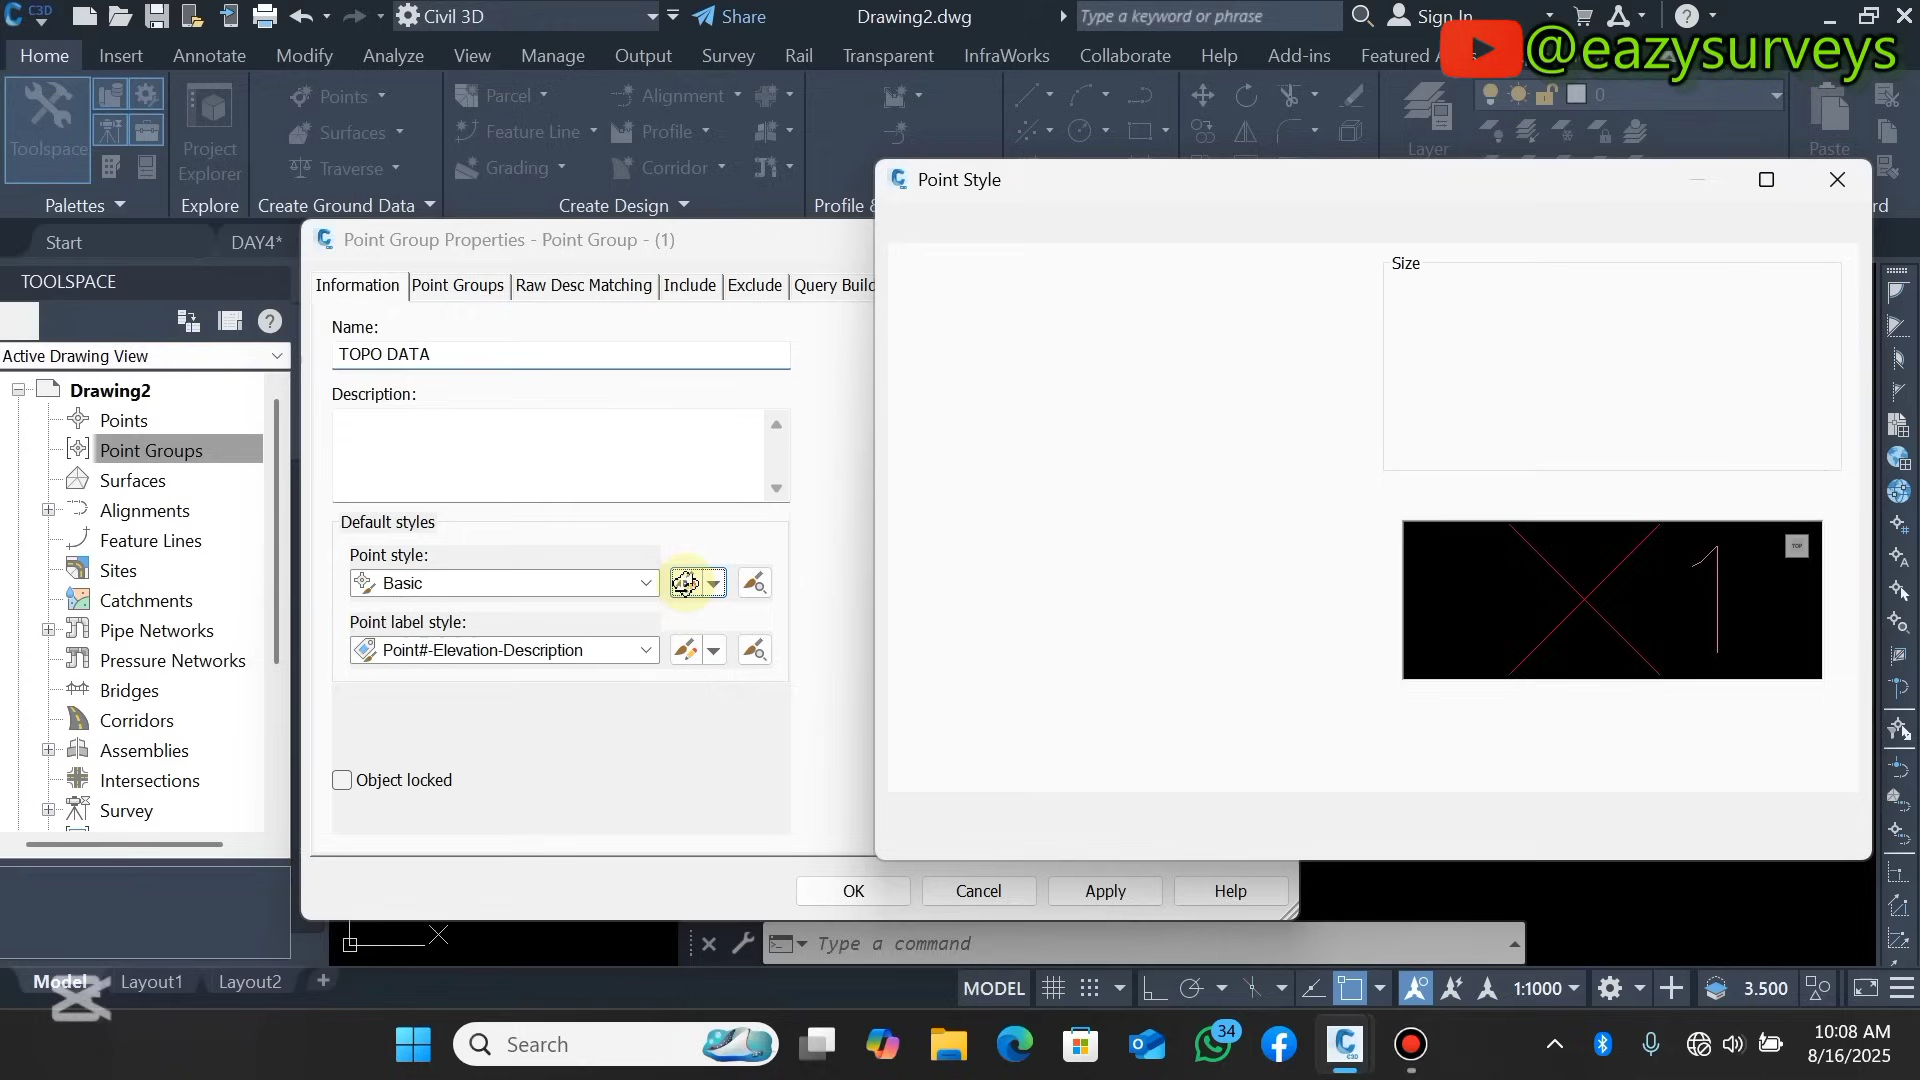 C3D
Civil 3D
Share
Drawing2.dwg
Type a keyword or phrase
Sign In
@eazysurveys
Home
Insert
Annotate
Modify
Analyze
View
Manage
Output
Survey
Rail
Transparent
InfraWorks
Collaborate
Help
Add-ins
Featured A
Toolspace
Project
Explorer
Points
Surfaces
Traverse
Parcel
Feature Line
Grading
Alignment
Profile
Corridor
0
Layer
Paste
Palettes
Explore
Create Ground Data
Create Design
Profile &
rd
Start
DAY4*
TOOLSPACE
Active Drawing View
Drawing2
Points
Point Groups
Surfaces
Alignments
Feature Lines
Sites
Catchments
Pipe Networks
Pressure Networks
Bridges
Corridors
Assemblies
Intersections
Survey
Point Group Properties - Point Group - (1)
Information
Point Groups
Raw Desc Matching
Include
Exclude
Query Build
Name:
TOPO DATA
Description:
Default styles
Point style:
Basic
Point label style:
Point#-Elevation-Description
Object locked
OK
Cancel
Apply
Help
Point Style
Size
1
TOP
Type a command
Model
Layout1
Layout2
MODEL
1:1000
3.500
Search
34
C3D
10:08 AM
8/16/2025